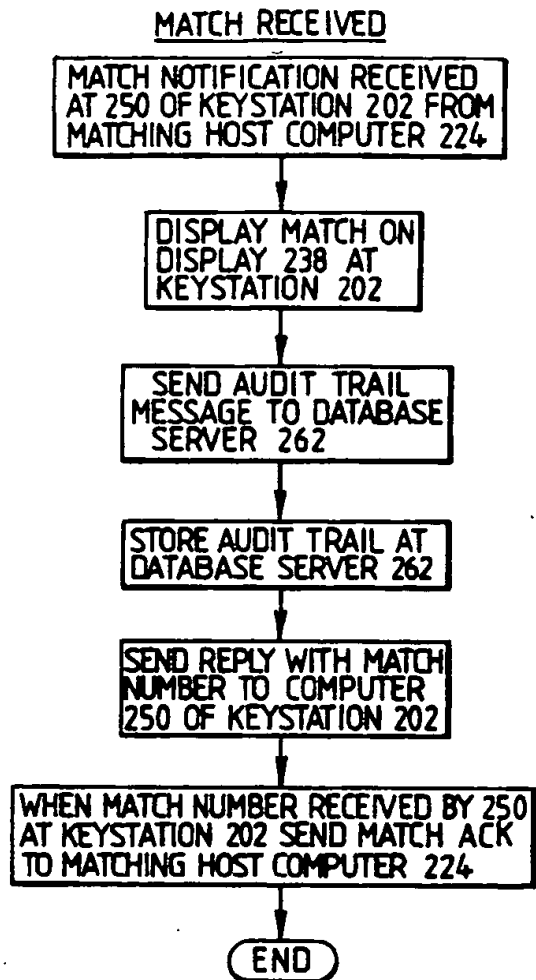 MATCH RECEIVED
MATCH NOTIFICATION RECEIVED
AT 250 OF KEYSTATION 202 FROM
MATCHING HOST COMPUTER 224
DISPLAY MATCH ON
DISPLAY 238 AT
KEYSTATION 202
SEND AUDIT TRAIL
MESSAGE TO DATABASE
SERVER 262
STORE AUDIT TRAIL AT
DATABASE SERVER 262
SEND REPLY WITH MATCH
NUMBER TO COMPUTER
250 OF KEYSTATION 202
WHEN MATCH NUMBER RECEIVED BY 250
AT KEYSTATION 202 SEND MATCH ACK
TO MATCHING HOST COMPUTER 224
END